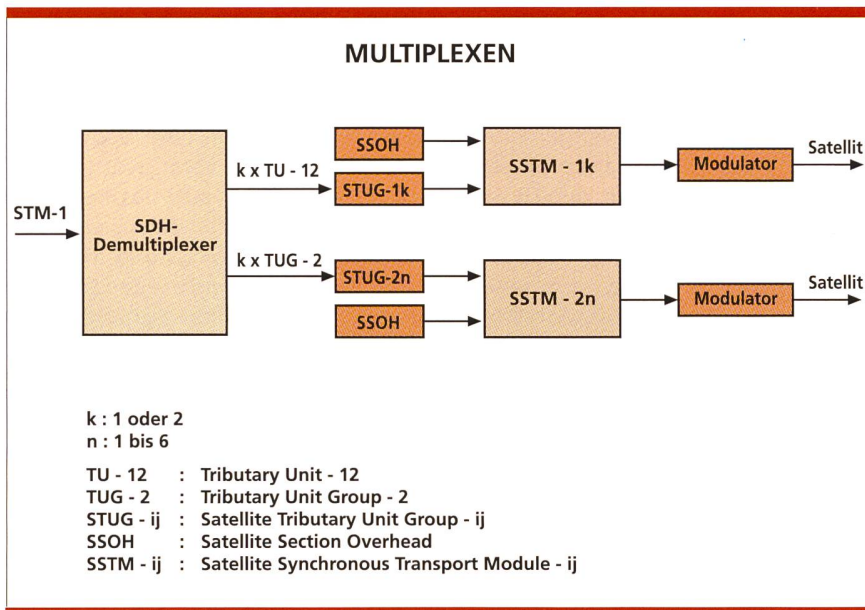 MULTIPLEXEN
STM-1
SDH-
Demultiplexer
k x TU - 12
k x TUG - 2
SSOH
STUG-1k
SSTM - 1k
Modulator
Satellit
STUG-2n
SSOH
SSTM - 2n
Modulator
Satellit
k : 1 oder 2
n : 1 bis 6
TU - 12 : Tributary Unit - 12
TUG - 2 : Tributary Unit Group - 2
STUG - ij : Satellite Tributary Unit Group - ij
SSOH : Satellite Section Overhead
SSTM - ij : Satellite Synchronous Transport Module - ij